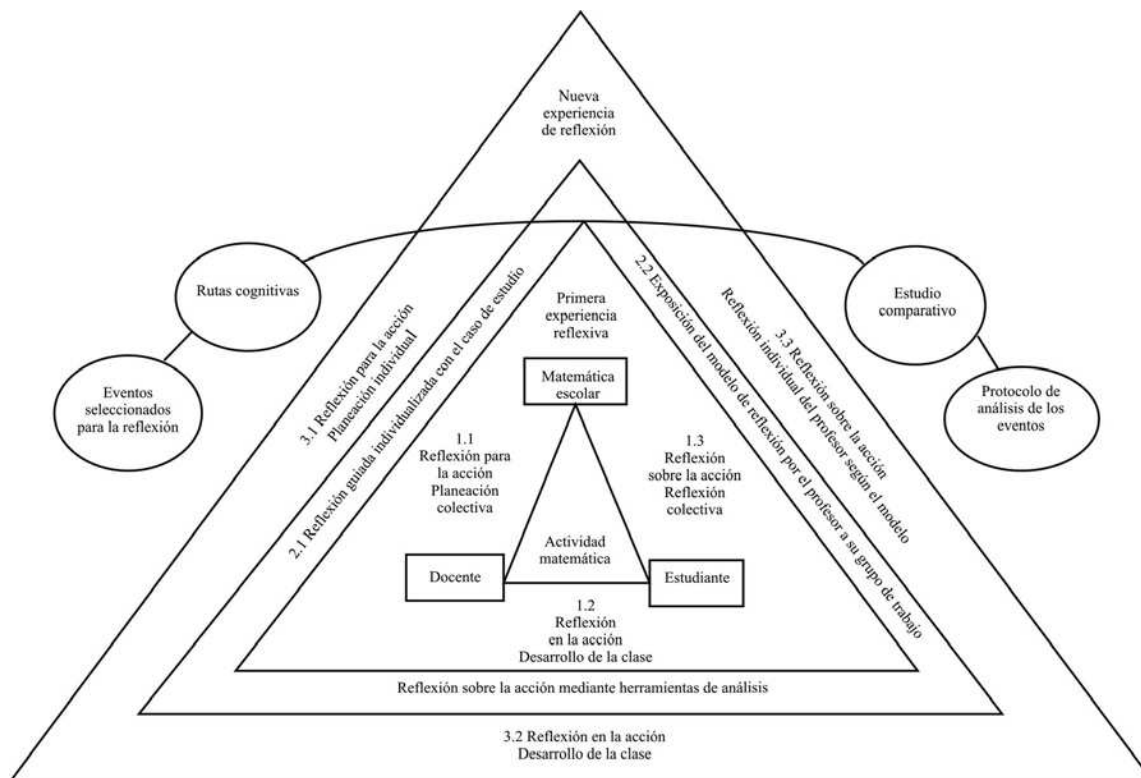 Nueva
experiencia
de reflexión
Rutas cognitivas
Eventos
seleccionados
para la reflexión
Estudio
comparativo
Protocolo de
análisis de los
eventos
3.1 Reflexión para la acción
Planeación individual
2.1 Reflexión guiada individualizada con el caso de estudio
2.2 Exposición del modelo de reflexión por el profesor a su grupo de trabajo
3.3 Reflexión sobre la acción
Reflexión individual del profesor según el modelo
Primera
experiencia
reflexiva
Matemática
escolar
1.1
Reflexión para
la acción
Planeación
colectiva
1.3
Reflexión
sobre la acción
Reflexión
colectiva
Actividad
matemática
Docente
Estudiante
1.2
Reflexión
en la acción
Desarrollo de la clase
Reflexión sobre la acción mediante herramientas de análisis
3.2 Reflexión en la acción
Desarrollo de la clase